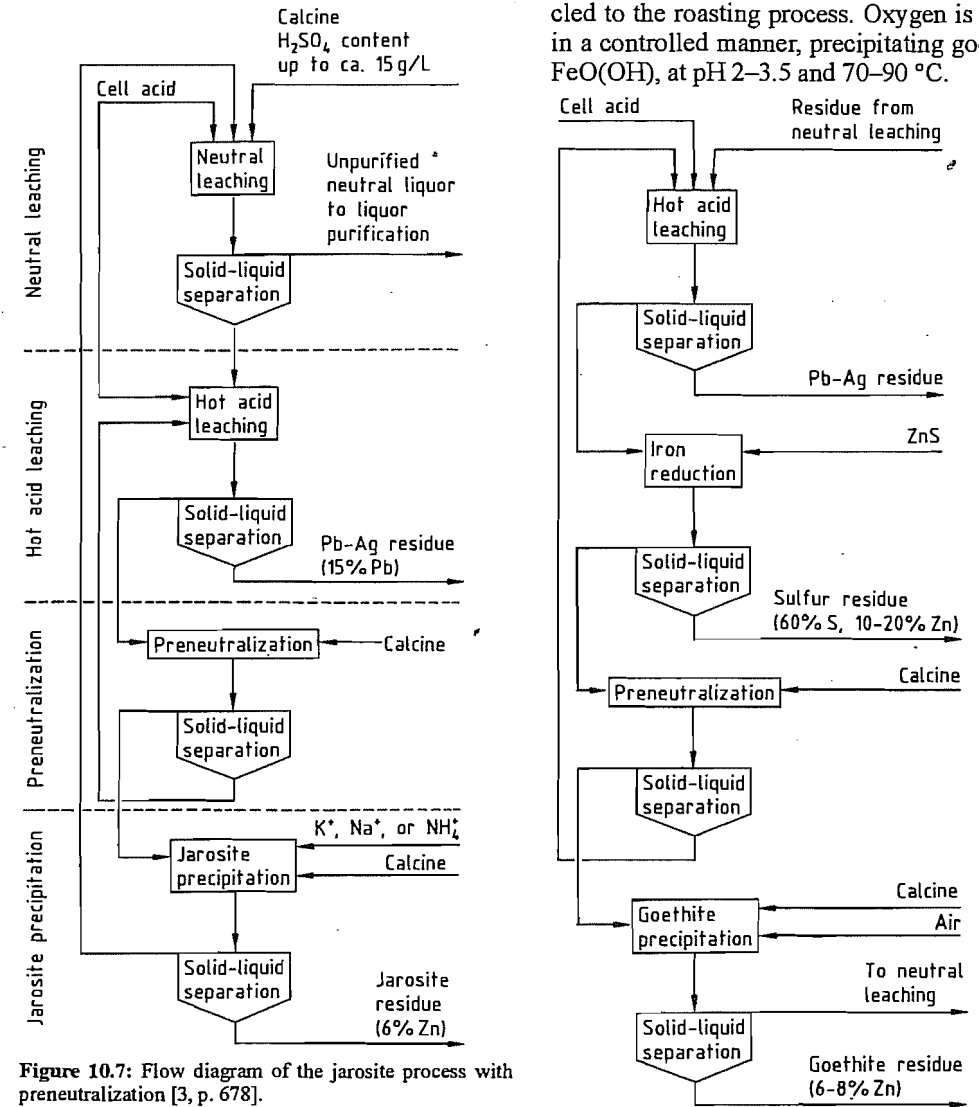 Calcine
H₂SO₄ content
up to ca. 15 g/L
Cell acid
Neutral
leaching
Unpurified
neutral liquor
to liquor
purification
Solid-liquid
separation
Neutral leaching
Hot acid
leaching
Solid-liquid
separation
Pb-Ag residue
(15% Pb)
Hot acid leaching
Preneutralization
Calcine
Solid-liquid
separation
Preneutralization
K⁺, Na⁺, or NH₄⁺
Jarosite
precipitation
Calcine
Solid-liquid
separation
Jarosite
residue
(6% Zn)
Jarosite precipitation
Figure 10.7: Flow diagram of the jarosite process with
preneutralization [3, p. 678].
cled to the roasting process. Oxygen is
in a controlled manner, precipitating go
FeO(OH), at pH 2–3.5 and 70–90 °C.
Cell acid
Residue from
neutral leaching
Hot acid
leaching
Solid-liquid
separation
Pb-Ag residue
ZnS
Iron
reduction
Solid-liquid
separation
Sulfur residue
(60% S, 10-20% Zn)
Calcine
Preneutralization
Solid-liquid
separation
Calcine
Goethite
precipitation
Air
To neutral
leaching
Solid-liquid
separation
Goethite residue
(6-8% Zn)